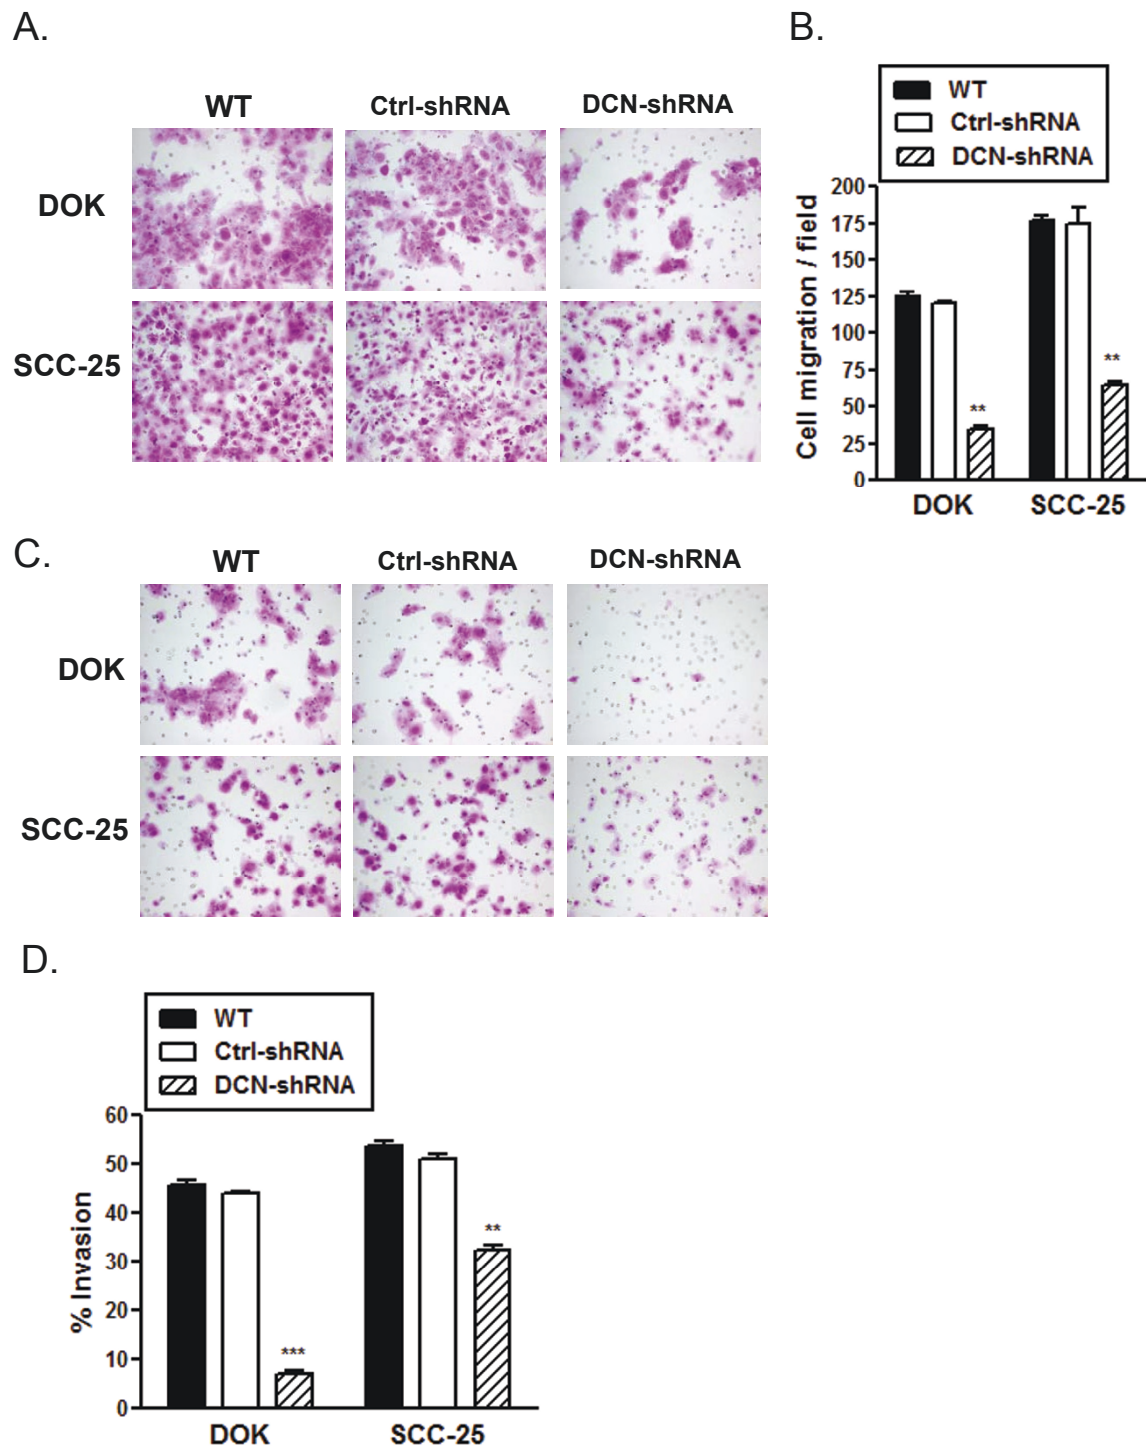 A.
WT Ctrl-shRNA DCN-shRNA
DOK
SCC-25
B.
WT
Ctrl-shRNA
DCN-shRNA
200
175
150
125
100
75
50
25
0
Cell migration / field
**
**
DOK SCC-25
C.
WT Ctrl-shRNA DCN-shRNA
DOK
SCC-25
D.
WT
Ctrl-shRNA
DCN-shRNA
60
50
40
30
20
10
0
% Invasion
***
**
DOK SCC-25